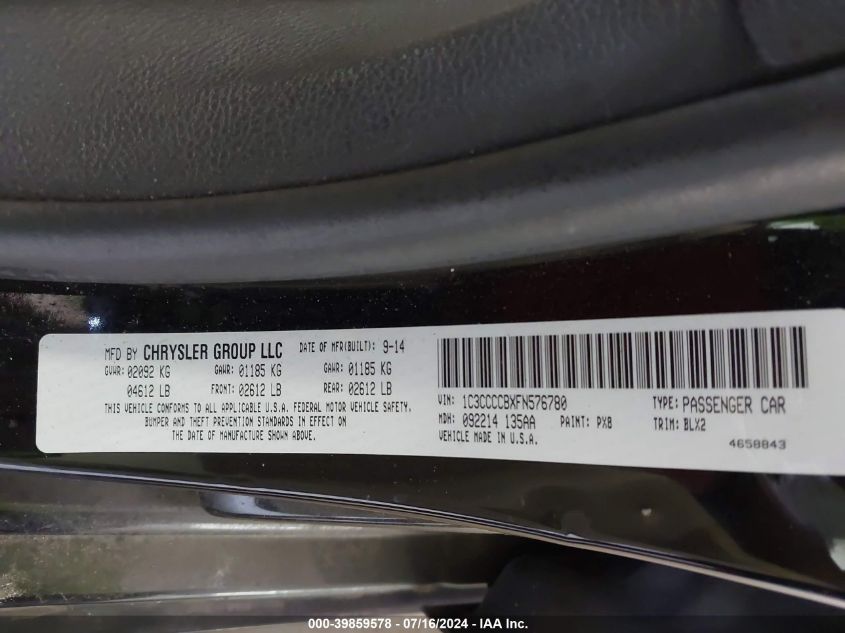 MFD BY CHRYSLER GROUP LLC DATE OF MFR(BUILT): 9-14
GVWR: 02092 KG GAWR: 01185 KG GAWR: 01185 KG
04612 LB FRONT: 02612 LB REAR: 02612 LB
THIS VEHICLE CONFORMS TO ALL APPLICABLE U.S.A. FEDERAL MOTOR VEHICLE SAFETY,
BUMPER AND THEFT PREVENTION STANDARDS IN EFFECT ON
THE DATE OF MANUFACTURE SHOWN ABOVE.
VIN: 1C3CCCCBXFN576780 TYPE: PASSENGER CAR
MDH: 092214 135AA PAINT: PX8 TRIM: BLX2
VEHICLE MADE IN U.S.A.
4658843
000-39859578 - 07/16/2024 - IAA Inc.